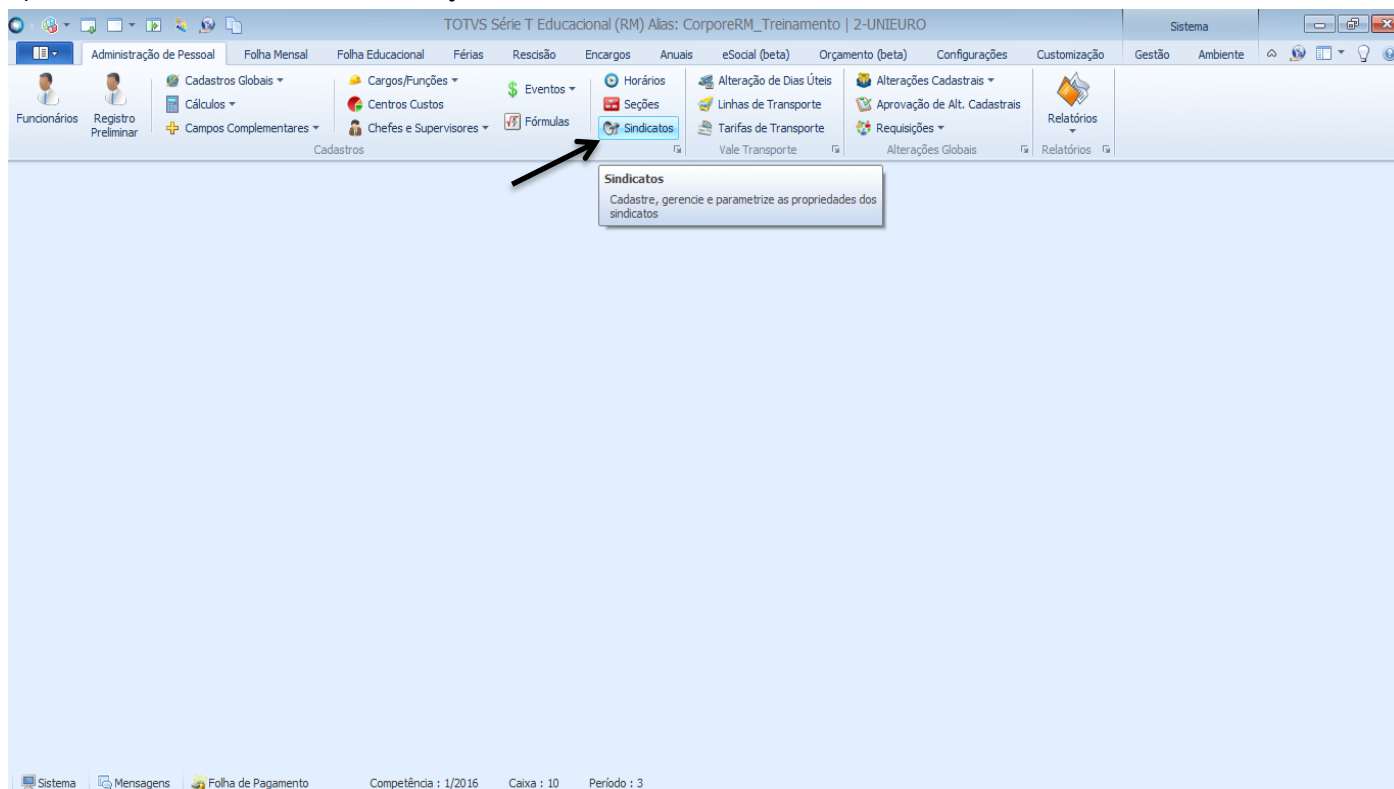 TOTVS Série T Educacional (RM) Alias: CorporeRM_Treinamento | 2-UNIEURO
Sistema
Administração de Pessoal Folha Mensal Folha Educacional Férias Rescisão Encargos Anuais eSocial (beta) Orçamento (beta) Configurações Customização Gestão Ambiente
Funcionários
Registro
Preliminar
Cadastros Globais
Cálculos
Campos Complementares
Cargos/Funções
Centros Custos
Chefes e Supervisores
Eventos
Fórmulas
Horários
Seções
Sindicatos
Cadastros
Alteração de Dias Úteis
Linhas de Transporte
Tarifas de Transporte
Vale Transporte
Alterações Cadastrais
Aprovação de Alt. Cadastrais
Requisições
Alterações Globais
Relatórios
Relatórios
Sindicatos
Cadastre, gerencie e parametrize as propriedades dos
sindicatos
Sistema Mensagens Folha de Pagamento Competência : 1/2016 Caixa : 10 Período : 3